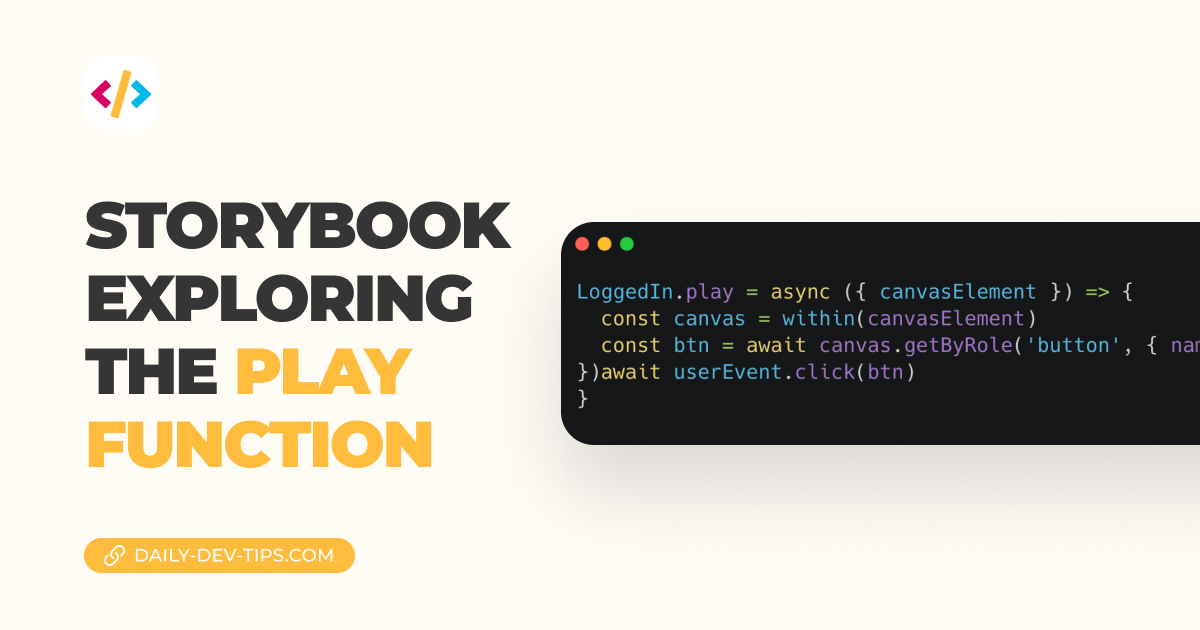 STORYBOOK
EXPLORING
THE PLAY
FUNCTION
DAILY-DEV-TIPS.COM
LoggedIn.play = async ({ canvasElement }) => {
  const canvas = within(canvasElement)
  const btn = await canvas.getByRole('button', { nam
})await userEvent.click(btn)
}